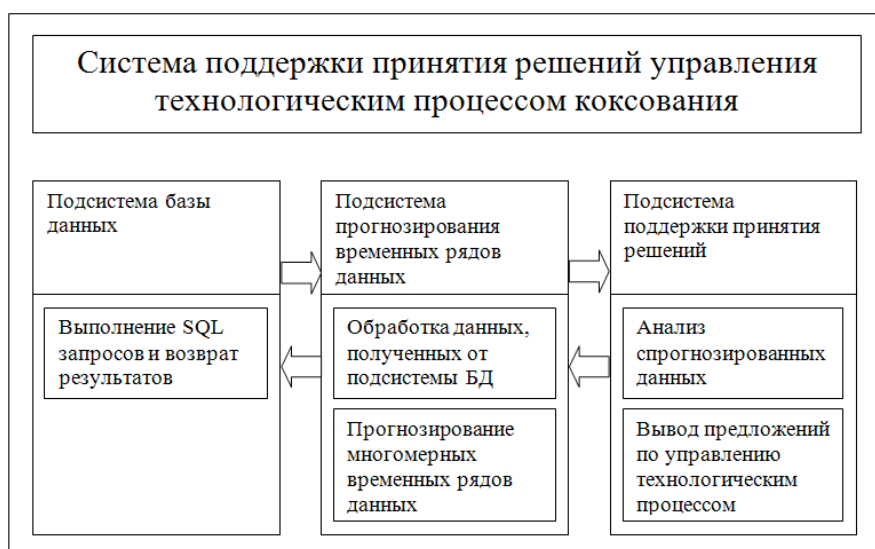 Система поддержки принятия решений управления
технологическим процессом коксования
Подсистема базы
данных
Выполнение SQL
запросов и возврат
результатов
Подсистема
прогнозирования
временных рядов
данных
Обработка данных,
полученных от
подсистемы БД
Прогнозирование
многомерных
временных рядов
данных
Подсистема
поддержки принятия
решений
Анализ
спрогнозированных
данных
Вывод предложений
по управлению
технологическим
процессом